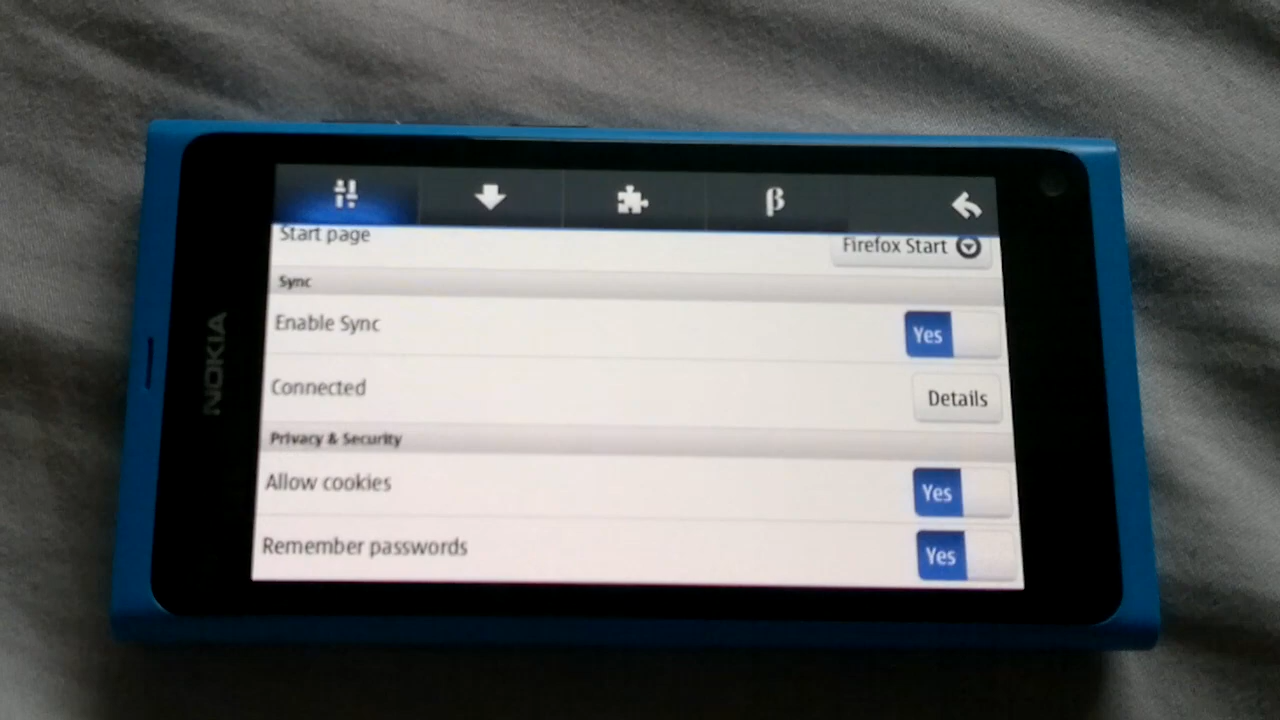 β
Start page
Firefox Start
Sync
Enable Sync
Yes
Connected
Details
Privacy & Security
Allow cookies
Yes
Remember passwords
Yes
NOKIA